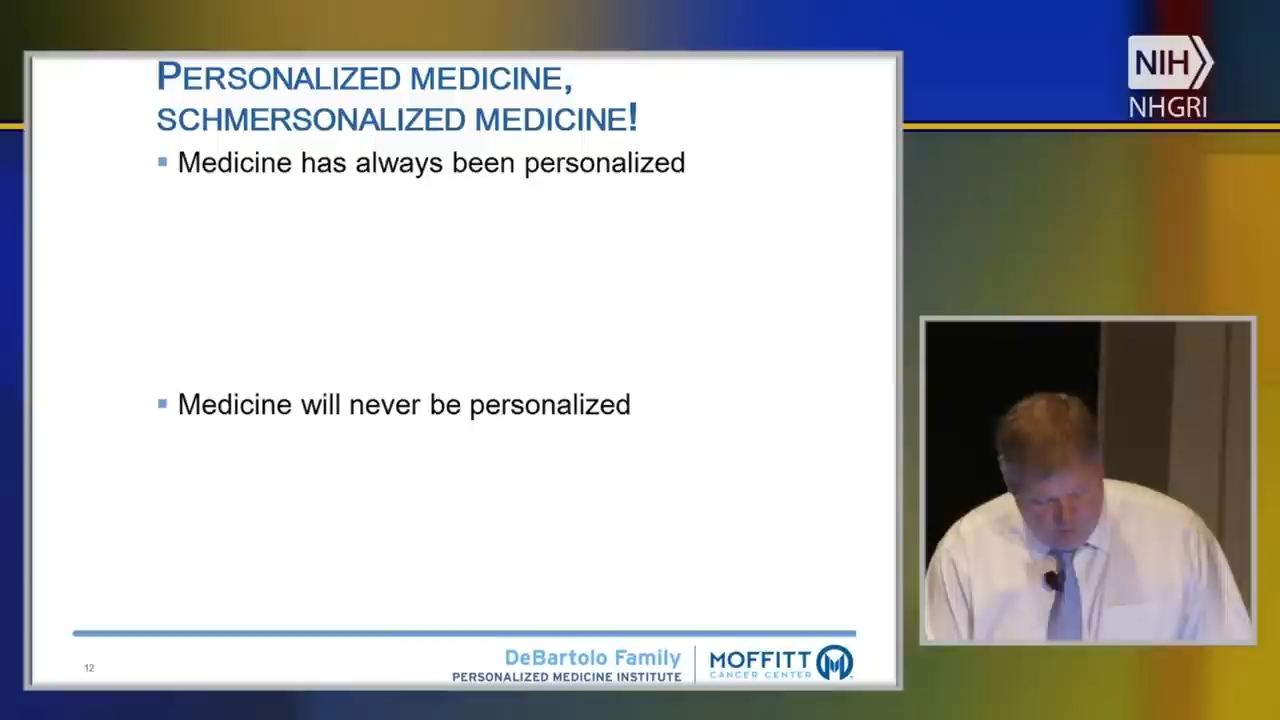 PERSONALIZED MEDICINE,
SCHMERSONALIZED MEDICINE!
▪ Medicine has always been personalized
▪ Medicine will never be personalized
12
DeBartolo Family
PERSONALIZED MEDICINE INSTITUTE
MOFFITT
CANCER CENTER
NIH
NHGRI